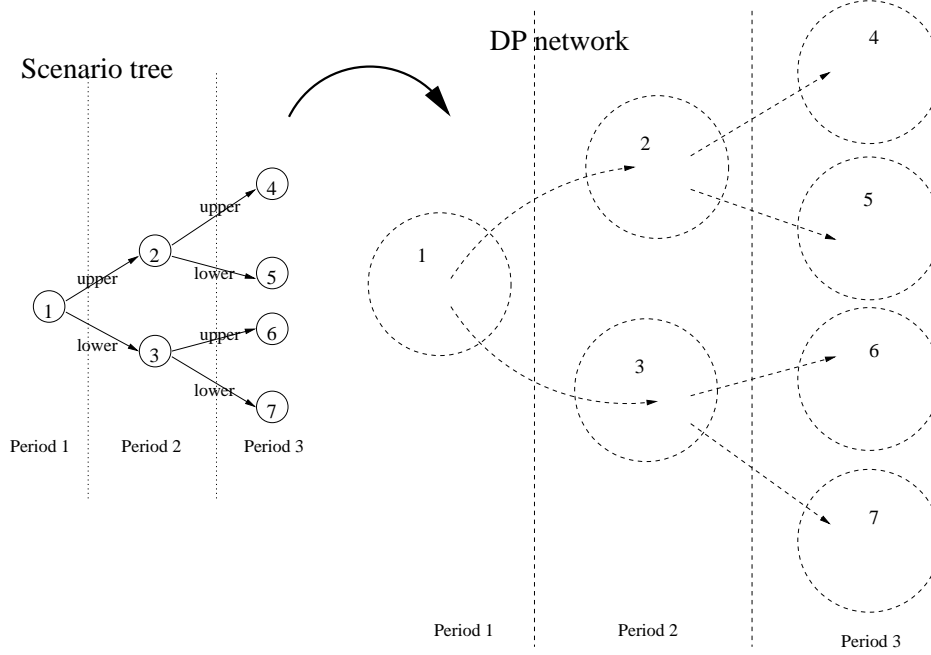 Scenario tree
DP network
4
upper
2
4
upper
2
1
5
5
lower
1
upper
lower
3
upper
6
3
6
lower
7
Period 1
Period 2
Period 3
7
Period 1
Period 2
Period 3